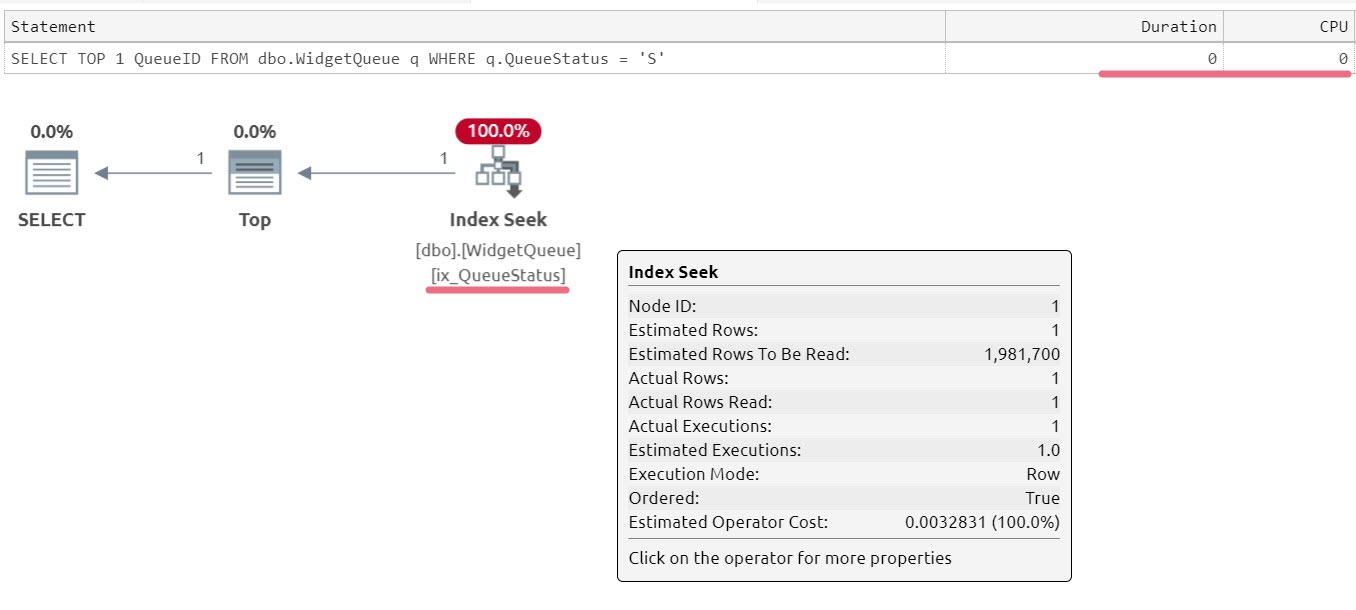 Statement Duration CPU
SELECT TOP 1 QueueID FROM dbo.WidgetQueue q WHERE q.QueueStatus = 'S' 0 0
0.0% 0.0% 100.0%
1 1
SELECT Top Index Seek
[dbo].[WidgetQueue]
[ix_QueueStatus]
Index Seek
Node ID: 1
Estimated Rows: 1
Estimated Rows To Be Read: 1,981,700
Actual Rows: 1
Actual Rows Read: 1
Actual Executions: 1
Estimated Executions: 1.0
Execution Mode: Row
Ordered: True
Estimated Operator Cost: 0.0032831 (100.0%)
Click on the operator for more properties